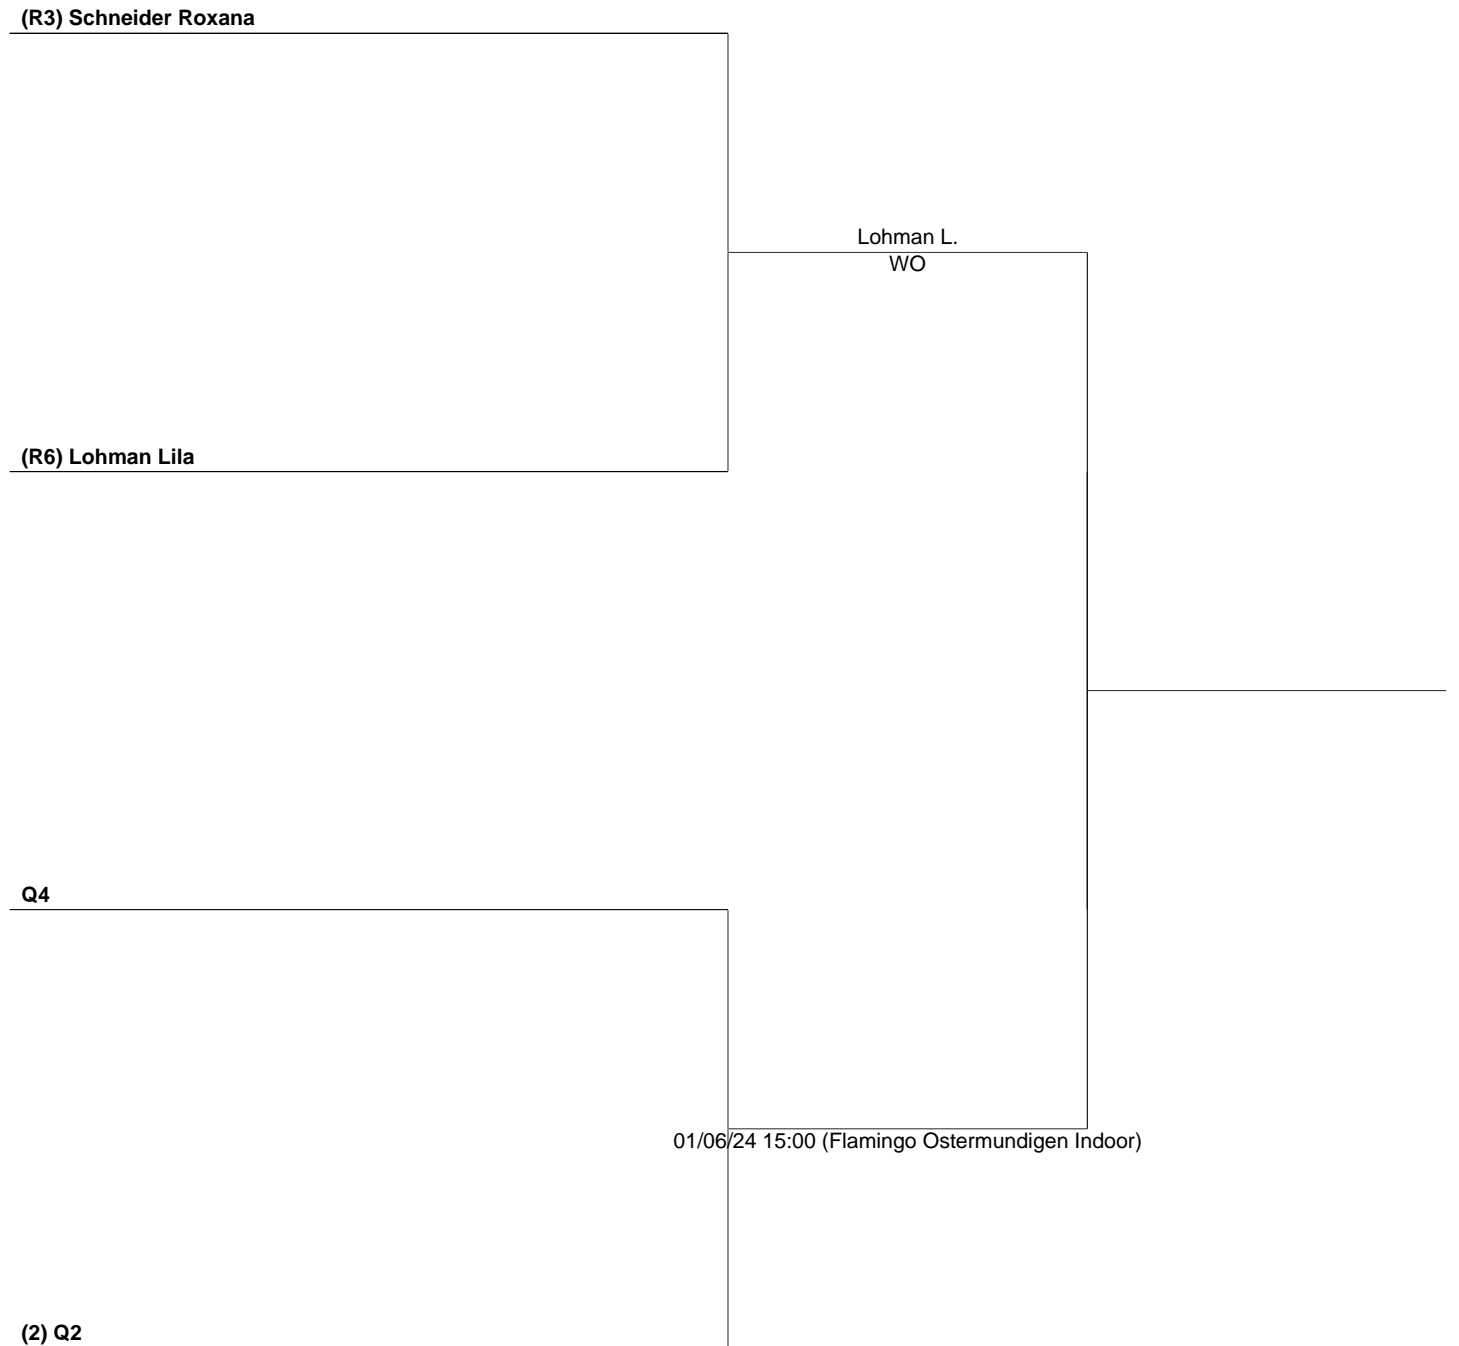 (R3) Schneider Roxana
Lohman L.
WO
(R6) Lohman Lila
Q4
01/06/24 15:00 (Flamingo Ostermundigen Indoor)
(2) Q2